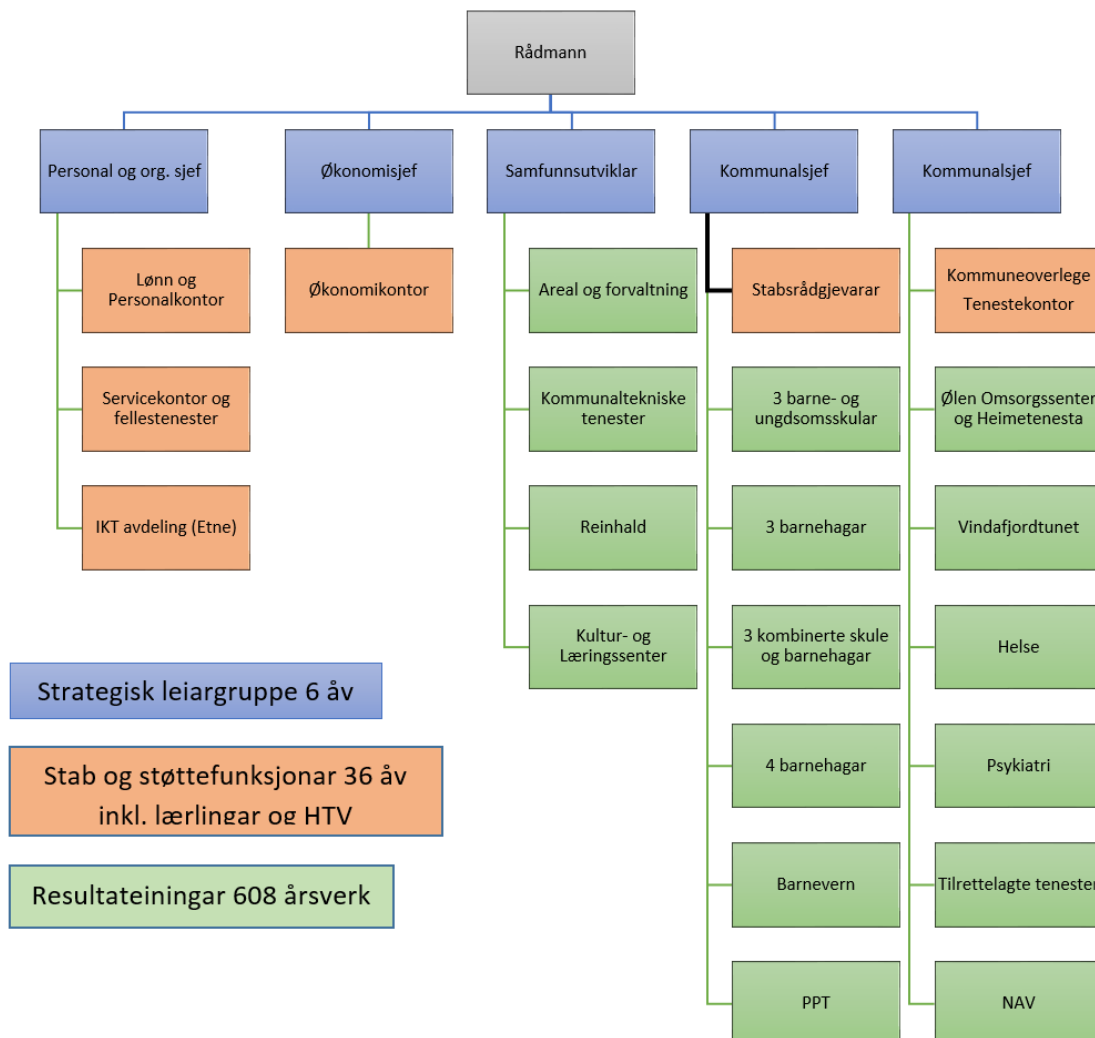 Rådmann
Personal og org. sjef
Økonomisjef
Samfunnsutviklar
Kommunalsjef
Kommunalsjef
Lønn og
Personalkontor
Økonomikontor
Areal og forvaltning
Stabsrådgjevarar
Kommuneoverlege
Tenestekontor
Servicekontor og
fellestenester
Kommunaltekniske
tenester
3 barne- og
ungdsomsskular
Ølen Omsorgssenter
og Heimetenesta
IKT avdeling (Etne)
Reinhald
3 barnehagar
Vindafjordtunet
Kultur- og
Læringssenter
3 kombinerte skule
og barnehagar
Helse
4 barnehagar
Psykiatri
Barnevern
Tilrettelagte tenester
PPT
NAV
Strategisk leiargruppe 6 åv
Stab og støttefunksjonar 36 åv
inkl. lærlingar og HTV
Resultateiningar 608 årsverk